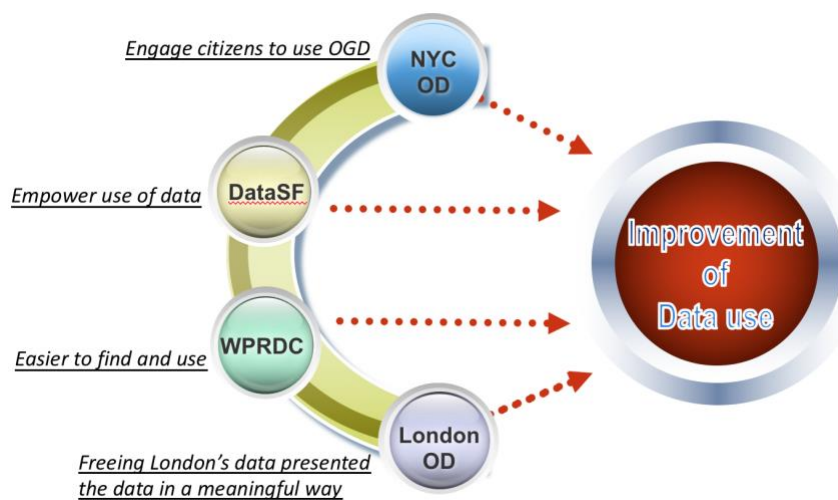 Engage citizens to use OGD
NYC
OD
Empower use of data
DataSF
Improvement
of
Data use
WPRDC
Easier to find and use
London
OD
Freeing London's data presented
the data in a meaningful way